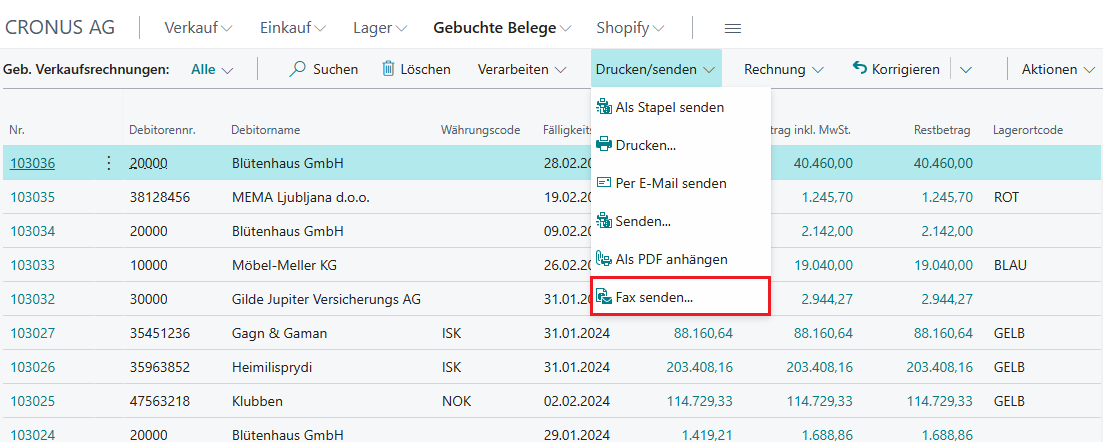 CRONUS AG Verkauf Einkauf Lager Gebuchte Belege Shopify
Geb. Verkaufsrechnungen: Alle Suchen Löschen Verarbeiten Drucken/senden Rechnung Korrigieren Aktionen
Als Stapel senden
Drucken...
Per E-Mail senden
Senden...
Als PDF anhängen
Fax senden...
Nr. Debitorennr. Debitorname Währungscode trag inkl. MwSt. Restbetrag Lagerortcode
103036 20000 Blütenhaus GmbH 28.02.20 40.460,00 40.460,00
103035 38128456 MEMA Ljubljana d.o.o. 19.02.20 1.245,70 1.245,70 ROT
103034 20000 Blütenhaus GmbH 09.02.20 2.142,00 2.142,00
103033 10000 Möbel-Meller KG 26.02.20 19.040,00 19.040,00 BLAU
103032 30000 Gilde Jupiter Versicherungs AG 31.01.20 2.944,27 2.944,27
103027 35451236 Gagn & Gaman ISK 31.01.2024 88.160,64 88.160,64 88.160,64 GELB
103026 35963852 Heimilisprydi ISK 31.01.2024 203.408,16 203.408,16 203.408,16 GELB
103025 47563218 Klubben NOK 02.02.2024 114.729,33 114.729,33 114.729,33 GELB
103024 20000 Blütenhaus GmbH 29.01.2024 1.419,21 1.688,86 1.688,86